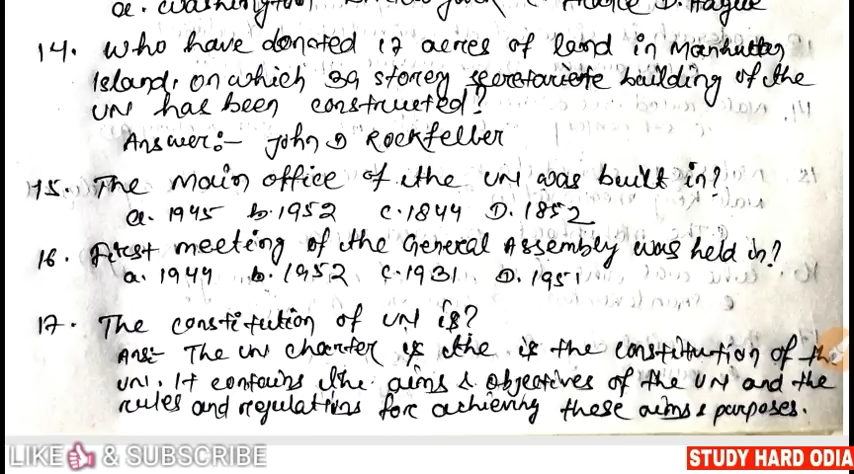 a. Washington C. D. Hague
14. Who have donated 17 acres of land in Manhattan
Island, on which 39 storey secretariete building of the
UN has been constructed?
Answer:- John D Rockfeller
15. The main office of the UN was built in?
a. 1945 b. 1952 C. 1844 D. 1852
16. First meeting of the General Assembly was held in?
a. 1949 b. 1952 C. 1931 D. 1951
17. The constitution of UN is?
Ans:- The UN charter is the is the constitution of the
UN. It contains the aims & objectives of the UN and the
rules and regulations for achieving these aims & purposes.
LIKE & SUBSCRIBE
STUDY HARD ODIA